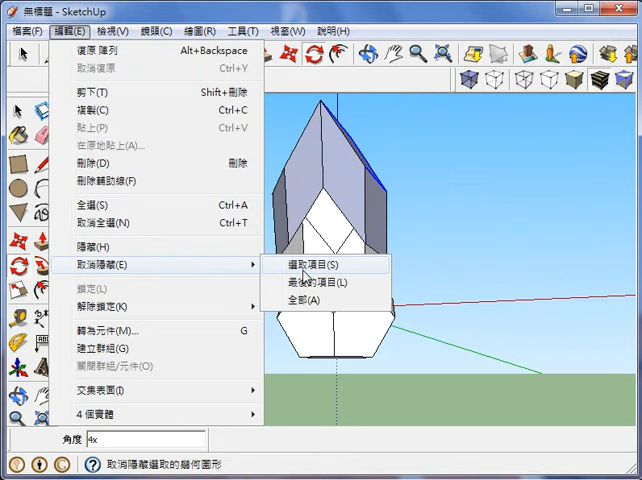 無標題 - SketchUp
檔案(F) 編輯(E) 檢視(V) 鏡頭(C) 繪圖(R) 工具(T) 視窗(W) 說明(H)
復原 陣列 Alt+Backspace
取消復原 Ctrl+Y
剪下(T) Shift+刪除
複製(C) Ctrl+C
貼上(P) Ctrl+V
在原地貼上(A)...
刪除(D) 刪除
刪除輔助線(F)
全選(S) Ctrl+A
取消全選(N) Ctrl+T
隱藏(H)
取消隱藏(E)
選取項目(S)
最後的項目(L)
全部(A)
鎖定(L)
解除鎖定(K)
轉為元件(M)... G
建立群組(G)
關閉群組/元件(O)
交集表面(I)
4 個實體
角度 4x
取消隱藏選取的幾何圖形